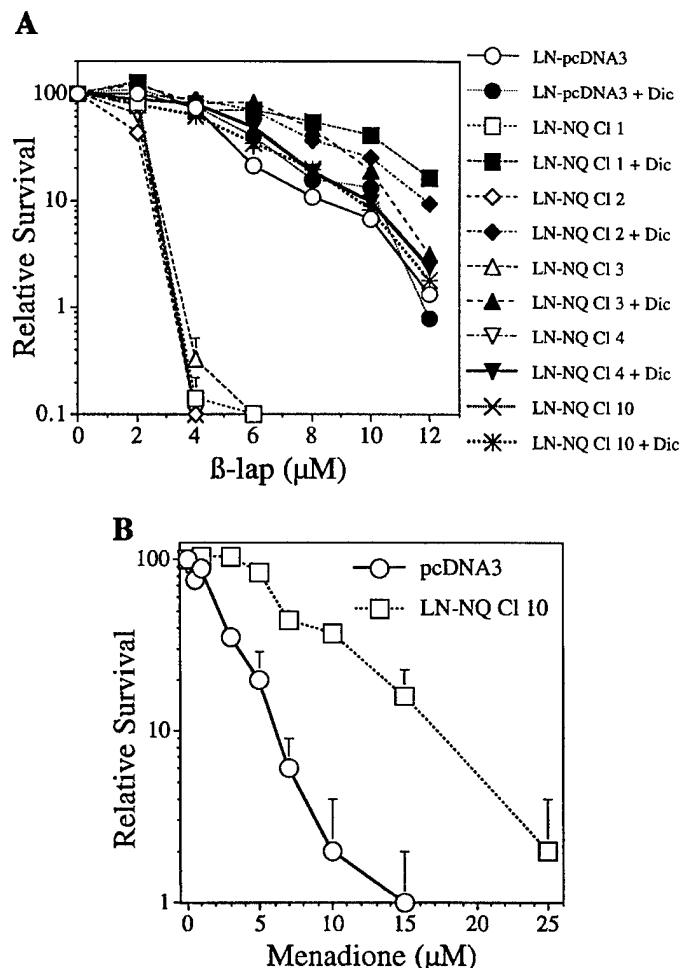 A
Relative Survival
100
10
1
0.1
0 2 4 6 8 10 12
ß-lap (µM)
LN-pcDNA3
LN-pcDNA3 + Dic
LN-NQ Cl 1
LN-NQ Cl 1 + Dic
LN-NQ Cl 2
LN-NQ Cl 2 + Dic
LN-NQ Cl 3
LN-NQ Cl 3 + Dic
LN-NQ Cl 4
LN-NQ Cl 4 + Dic
LN-NQ Cl 10
LN-NQ Cl 10 + Dic
B
Relative Survival
100
10
1
pcDNA3
LN-NQ Cl 10
0 5 10 15 20 25
Menadione (µM)